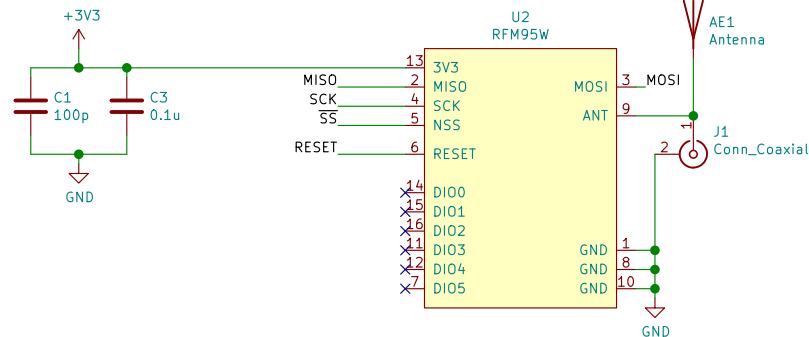 +3V3
U2
RFM95W
AE1
Antenna
C1
100p
C3
0.1u
GND
MISO
SCK
SS
RESET
13
2
4
5
6
14
15
16
11
12
7
3V3
MISO
SCK
NSS
RESET
DIO0
DIO1
DIO2
DIO3
DIO4
DIO5
MOSI
ANT
GND
GND
GND
3
9
1
8
10
MOSI
1
2
J1
Conn_Coaxial
GND